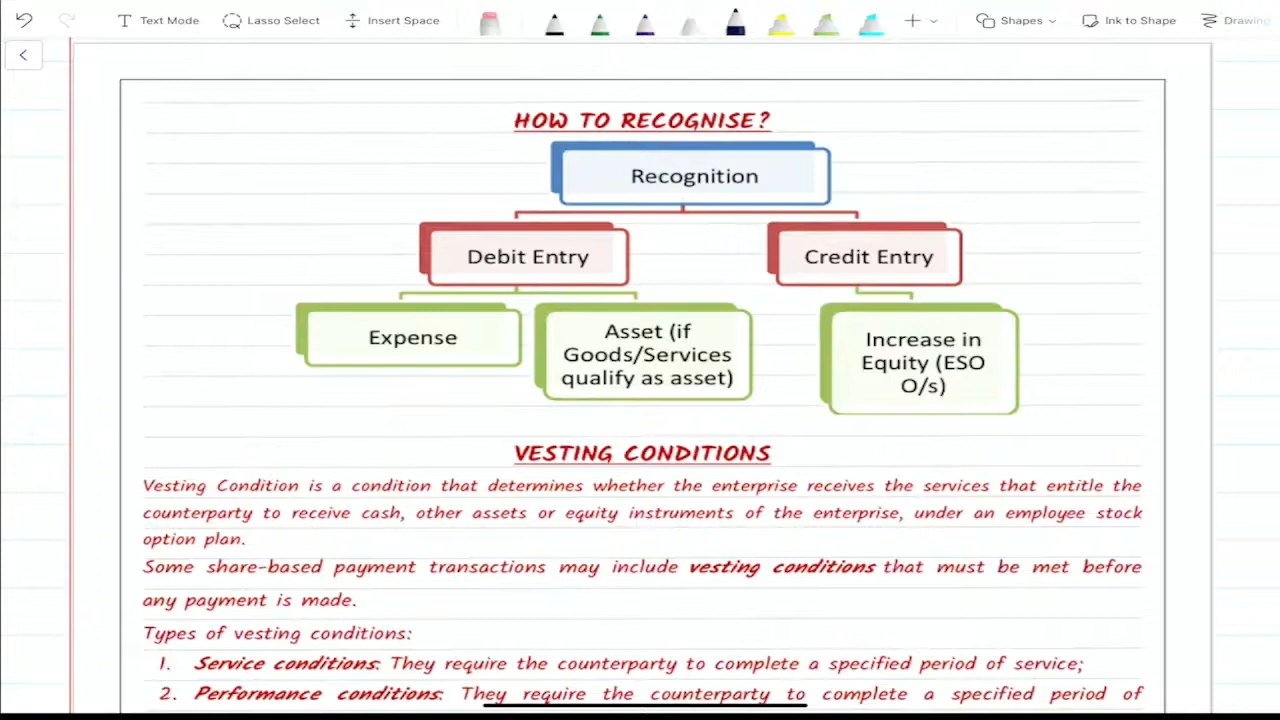 Text Mode Lasso Select Insert Space Shapes Ink to Shape Drawing
HOW TO RECOGNISE?
Recognition
Debit Entry
Credit Entry
Expense
Asset (if
Goods/Services
qualify as asset)
Increase in
Equity (ESO
O/s)
VESTING CONDITIONS
Vesting Condition is a condition that determines whether the enterprise receives the services that entitle the
counterparty to receive cash, other assets or equity instruments of the enterprise, under an employee stock
option plan.
Some share-based payment transactions may include vesting conditions that must be met before
any payment is made.
Types of vesting conditions:
1. Service conditions: They require the counterparty to complete a specified period of service;
2. Performance conditions: They require the counterparty to complete a specified period of